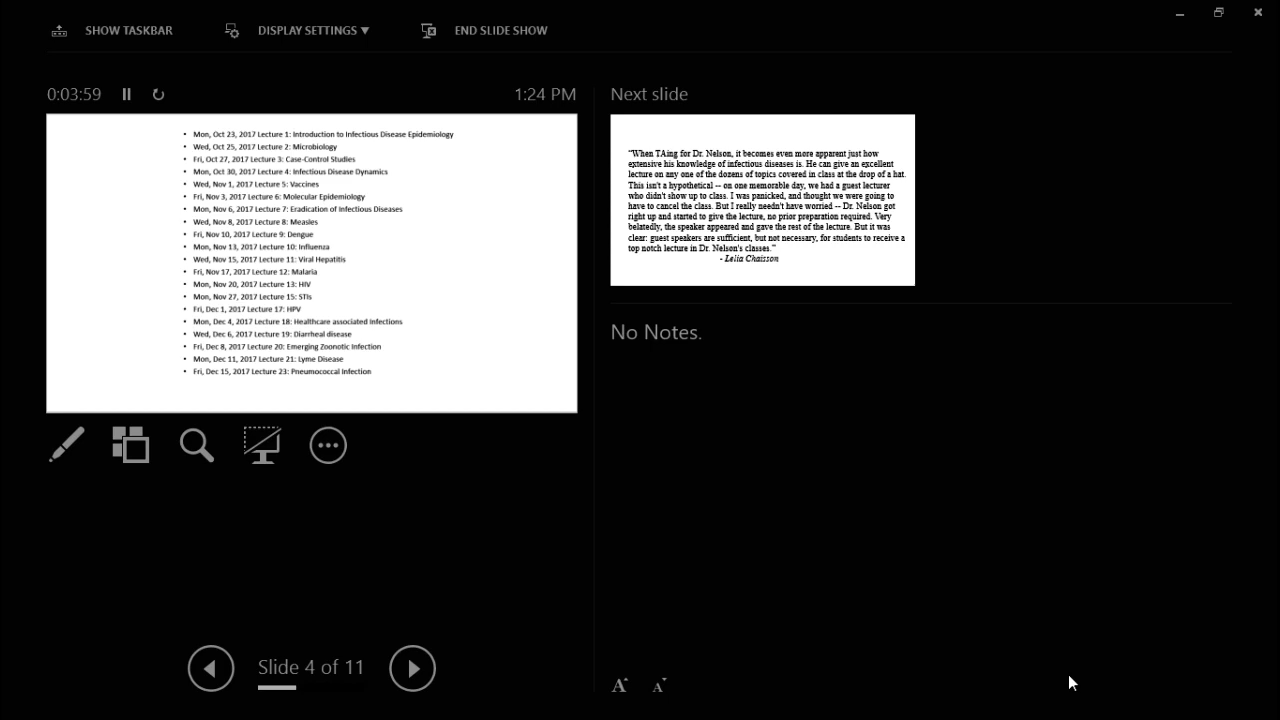 SHOW TASKBAR
DISPLAY SETTINGS ▼
END SLIDE SHOW
0:03:59
1:24 PM
• Mon, Oct 23, 2017 Lecture 1: Introduction to Infectious Disease Epidemiology
• Wed, Oct 25, 2017 Lecture 2: Microbiology
• Fri, Oct 27, 2017 Lecture 3: Case-Control Studies
• Mon, Oct 30, 2017 Lecture 4: Infectious Disease Dynamics
• Wed, Nov 1, 2017 Lecture 5: Vaccines
• Fri, Nov 3, 2017 Lecture 6: Molecular Epidemiology
• Mon, Nov 6, 2017 Lecture 7: Eradication of Infectious Diseases
• Wed, Nov 8, 2017 Lecture 8: Measles
• Fri, Nov 10, 2017 Lecture 9: Dengue
• Mon, Nov 13, 2017 Lecture 10: Influenza
• Wed, Nov 15, 2017 Lecture 11: Viral Hepatitis
• Fri, Nov 17, 2017 Lecture 12: Malaria
• Mon, Nov 20, 2017 Lecture 13: HIV
• Mon, Nov 27, 2017 Lecture 15: STIs
• Fri, Dec 1, 2017 Lecture 17: HPV
• Mon, Dec 4, 2017 Lecture 18: Healthcare associated infections
• Wed, Dec 6, 2017 Lecture 19: Diarrheal disease
• Fri, Dec 8, 2017 Lecture 20: Emerging Zoonotic Infection
• Mon, Dec 11, 2017 Lecture 21: Lyme Disease
• Fri, Dec 15, 2017 Lecture 23: Pneumococcal Infection
Slide 4 of 11
Next slide
"When TAing for Dr. Nelson, it becomes even more apparent just how
extensive his knowledge of infectious diseases is. He can give an excellent
lecture on any one of the dozens of topics covered in class at the drop of a hat.
This isn't a hypothetical -- on one memorable day, we had a guest lecturer
who didn't show up to class. I was panicked, and thought we were going to
have to cancel the class. But I really needn't have worried -- Dr. Nelson got
right up and started to give the lecture, no prior preparation required. Very
belatedly, the speaker appeared and gave the rest of the lecture. But it was
clear: guest speakers are sufficient, but not necessary, for students to receive a
top notch lecture in Dr. Nelson's classes."
- Lelia Chaisson
No Notes.
A A